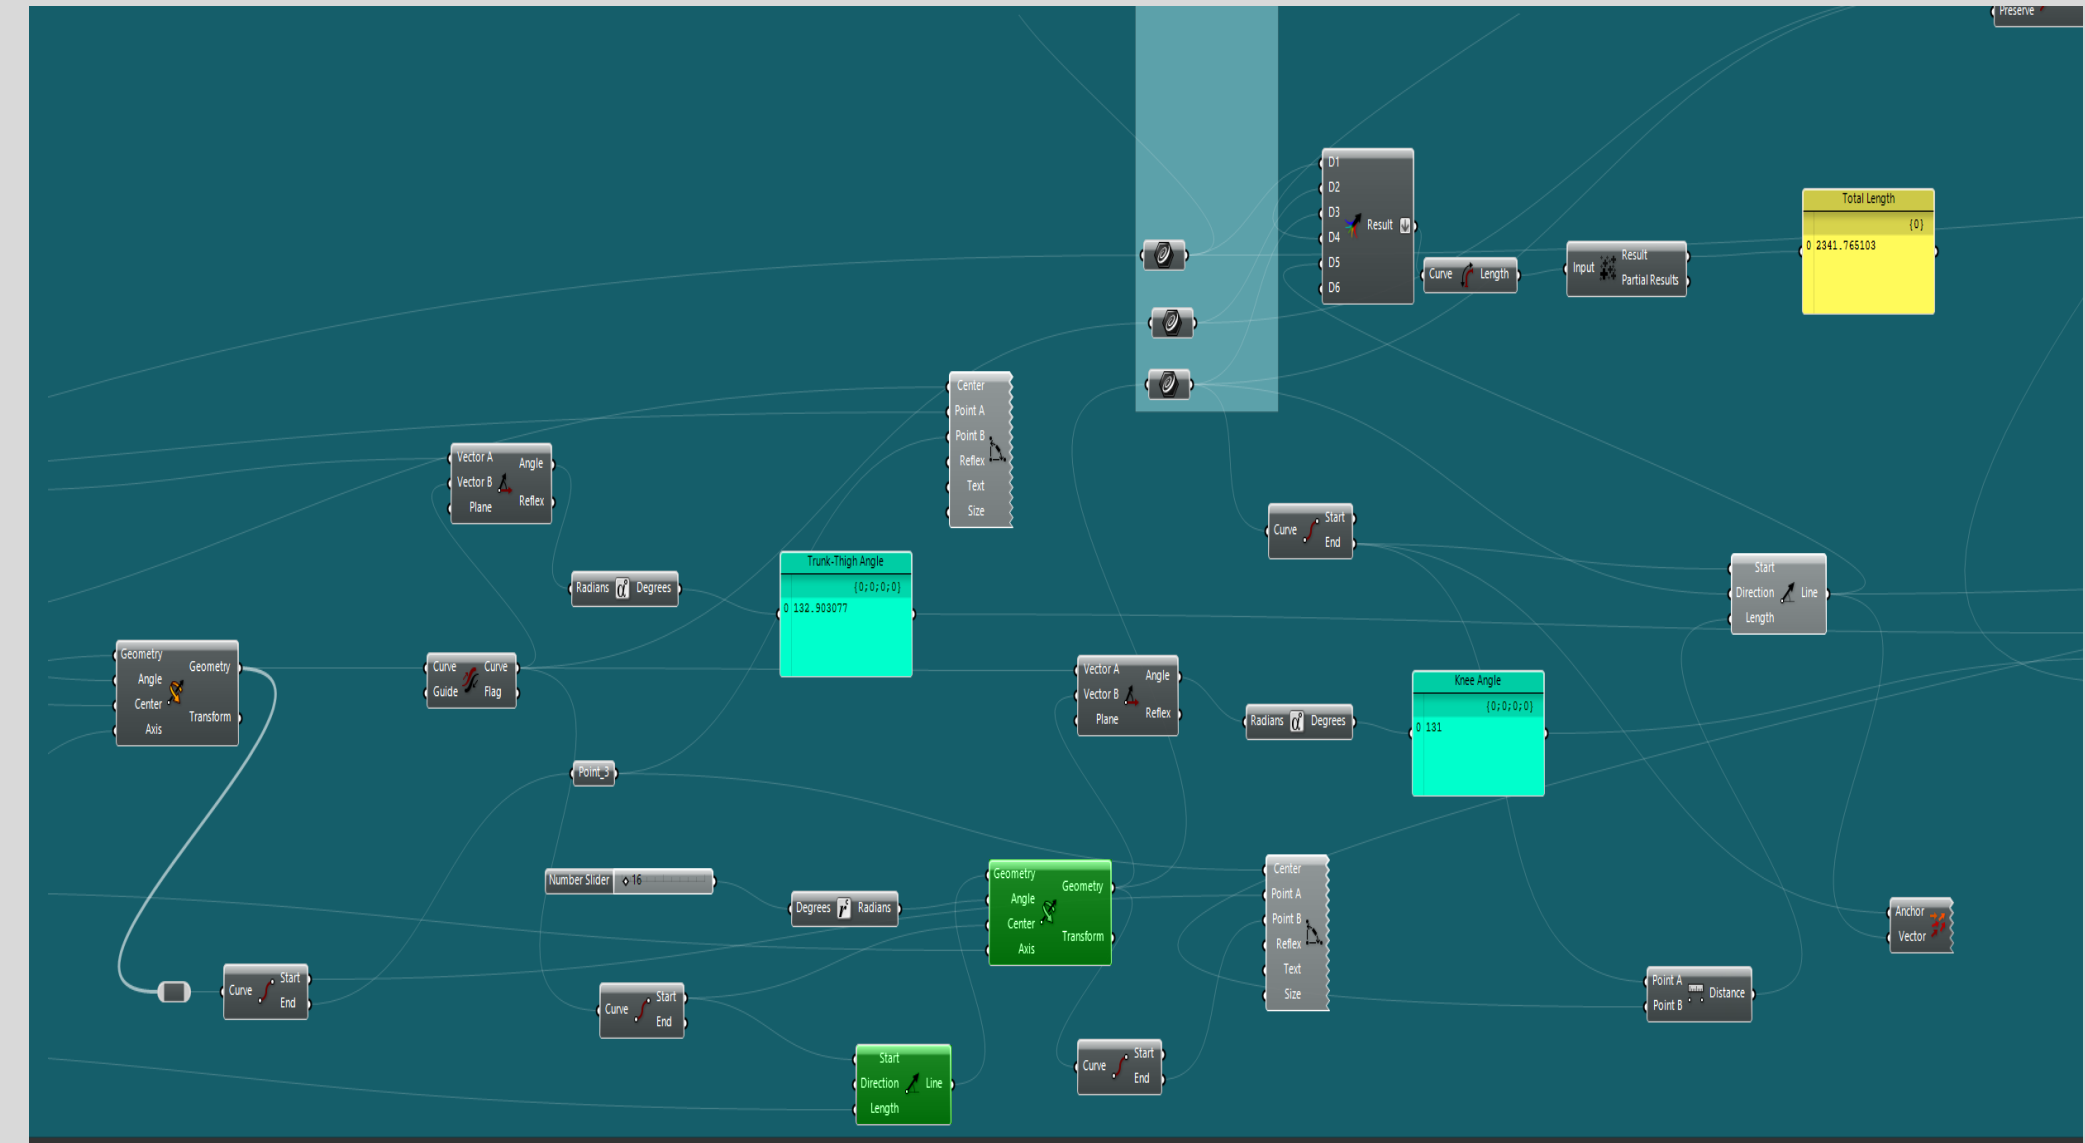 Preserve
D1
D2
D3
D4
D5
D6
Result
Curve Length
Input
Result
Partial Results
Total Length
{0}
0 2341.765103
Center
Point A
Point B
Reflex
Text
Size
Vector A
Vector B
Plane
Angle
Reflex
Curve
Start
End
Trunk-Thigh Angle
{0;0;0;0}
0 132.903077
Radians Degrees
Start
Direction
Length
Line
Geometry
Angle
Center
Axis
Geometry
Transform
Curve
Guide
Curve
Flag
Vector A
Vector B
Plane
Angle
Reflex
Radians Degrees
Knee Angle
{0;0;0;0}
0 131
Point_3
Number Slider 16
Degrees Radians
Geometry
Angle
Center
Axis
Geometry
Transform
Center
Point A
Point B
Reflex
Text
Size
Anchor
Vector
Curve
Start
End
Curve
Start
End
Point A
Point B
Distance
Start
Direction
Length
Line
Curve
Start
End